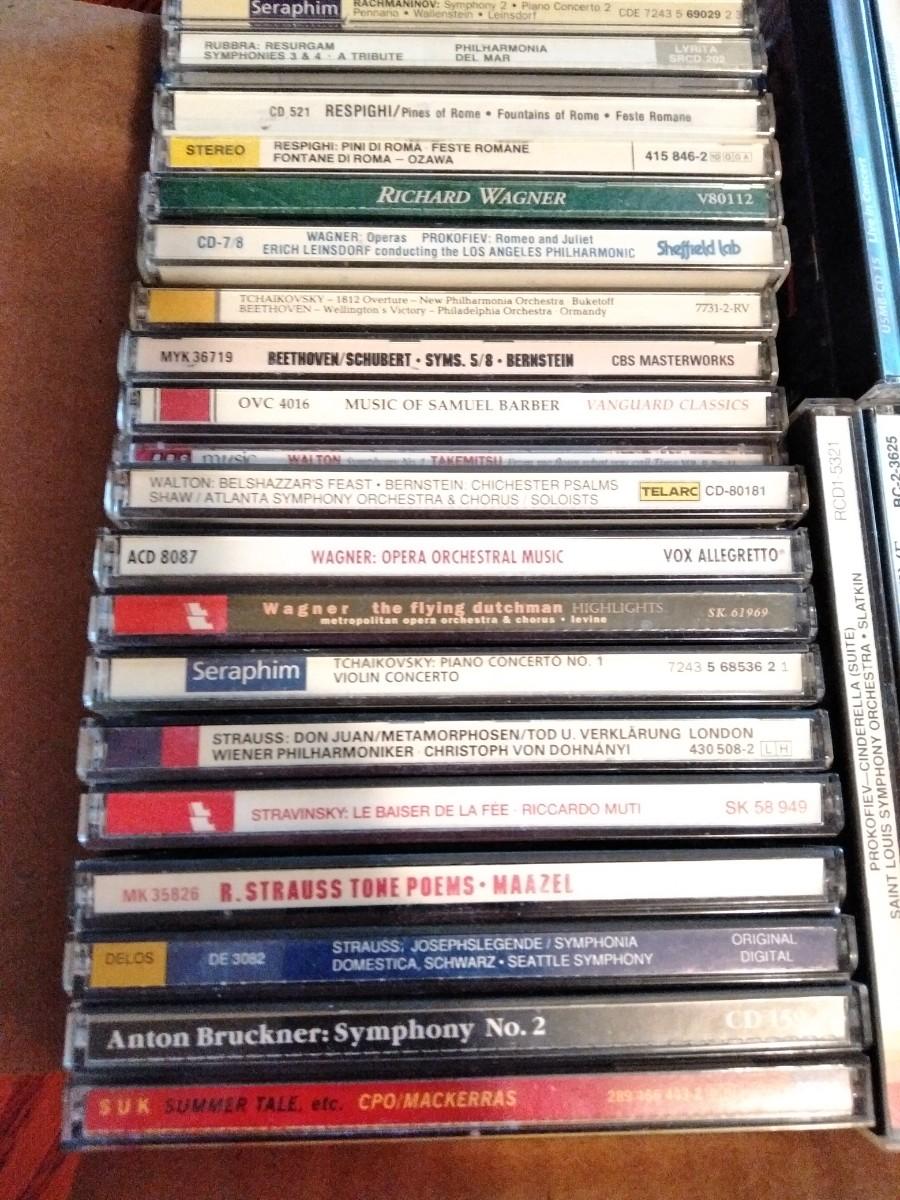 Seraphim RACHMANINOV: Symphony 2 • Piano Concerto 2
Pennario • Wallenstein • Leinsdorf CDE 7243 5 69029 2 3
RUBBRA: RESURGAM PHILHARMONIA LYRITA
SYMPHONIES 3 & 4 · A TRIBUTE DEL MAR SRCD 202
CD 521 RESPIGHI/Pines of Rome • Fountains of Rome • Feste Romane
STEREO RESPIGHI: PINI DI ROMA · FESTE ROMANE
FONTANE DI ROMA – OZAWA 415 846-2
RICHARD WAGNER V80112
CD-7/8 WAGNER: Operas PROKOFIEV: Romeo and Juliet
ERICH LEINSDORF conducting the LOS ANGELES PHILHARMONIC Sheffield lab
TCHAIKOVSKY – 1812 Overture – New Philharmonia Orchestra · Buketoff
BEETHOVEN – Wellington's Victory – Philadelphia Orchestra · Ormandy 7731-2-RV
MYK 36719 BEETHOVEN/SCHUBERT • SYMS. 5/8 • BERNSTEIN CBS MASTERWORKS
OVC 4016 MUSIC OF SAMUEL BARBER VANGUARD CLASSICS
BBC music WALTON TAKEMITSU
WALTON: BELSHAZZAR'S FEAST • BERNSTEIN: CHICHESTER PSALMS
SHAW / ATLANTA SYMPHONY ORCHESTRA & CHORUS / SOLOISTS TELARC CD-80181
ACD 8087 WAGNER: OPERA ORCHESTRAL MUSIC VOX ALLEGRETTO®
Wagner the flying dutchman HIGHLIGHTS SK 61969
metropolitan opera orchestra & chorus • levine
Seraphim TCHAIKOVSKY: PIANO CONCERTO NO. 1 7243 5 68536 2 1
VIOLIN CONCERTO
STRAUSS: DON JUAN/METAMORPHOSEN/TOD U. VERKLÄRUNG LONDON
WIENER PHILHARMONIKER · CHRISTOPH VON DOHNÁNYI 430 508-2 LH
STRAVINSKY: LE BAISER DE LA FÉE · RICCARDO MUTI SK 58 949
MK 35826 R. STRAUSS TONE POEMS • MAAZEL
DELOS DE 3082 STRAUSS: JOSEPHSLEGENDE / SYMPHONIA ORIGINAL
DOMESTICA, SCHWARZ • SEATTLE SYMPHONY DIGITAL
Anton Bruckner: Symphony No. 2 CD
SUK SUMMER TALE, etc. CPO/MACKERRAS
RCD1-5321
PROKOFIEV—CINDERELLA (SUITE)
SAINT LOUIS SYMPHONY ORCHESTRA • SLATKIN
RC-2-3625